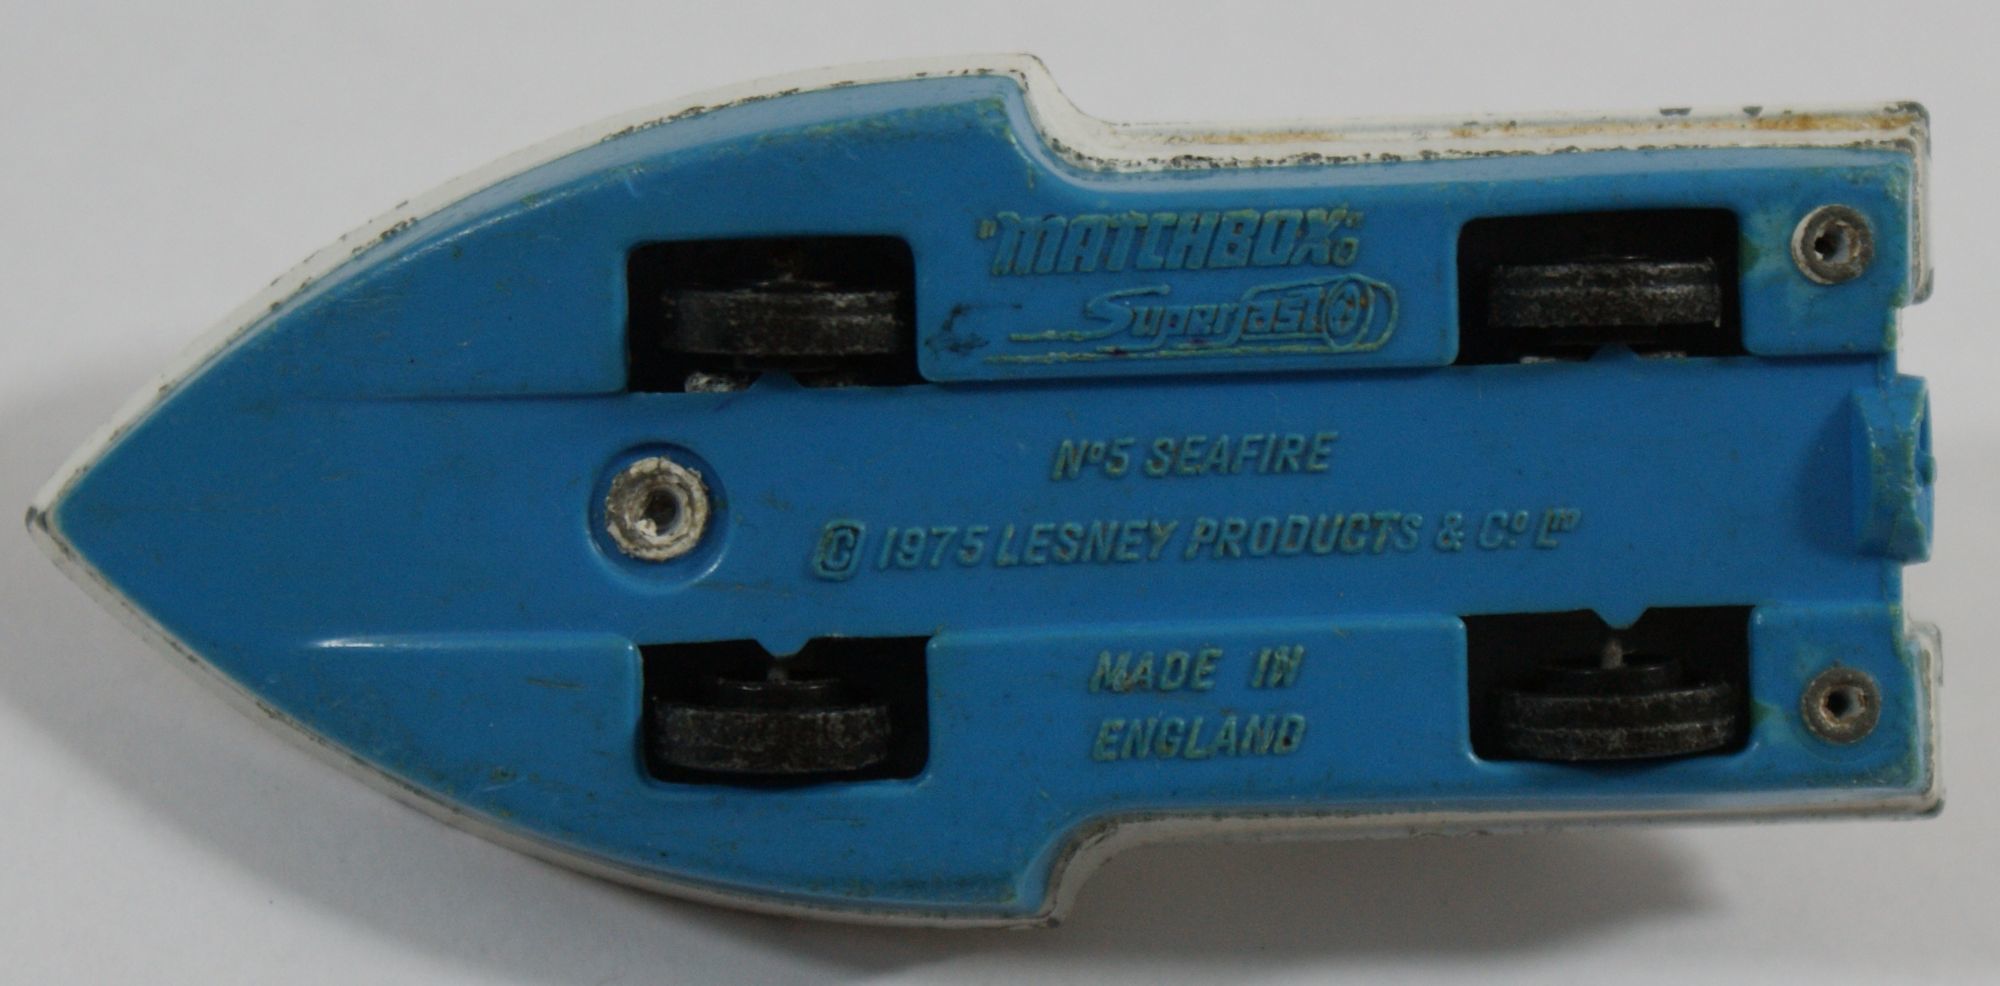 "MATCHBOX"
Superfast
Nº5 SEAFIRE
© 1975 LESNEY PRODUCTS & Cº Lᵀᴰ
MADE IN
ENGLAND